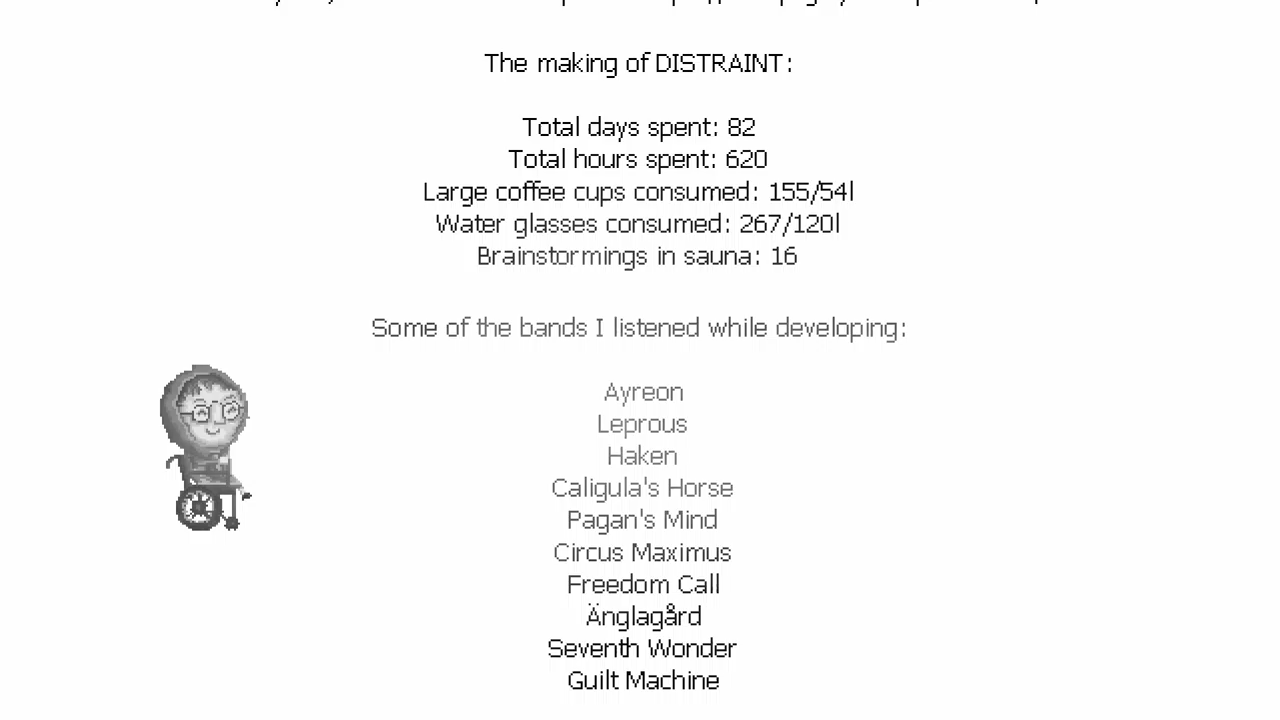 The making of DISTRAINT:
Total days spent: 82
Total hours spent: 620
Large coffee cups consumed: 155/54l
Water glasses consumed: 267/120l
Brainstormings in sauna: 16
Some of the bands I listened while developing:
Ayreon
Leprous
Haken
Caligula's Horse
Pagan's Mind
Circus Maximus
Freedom Call
Änglagård
Seventh Wonder
Guilt Machine